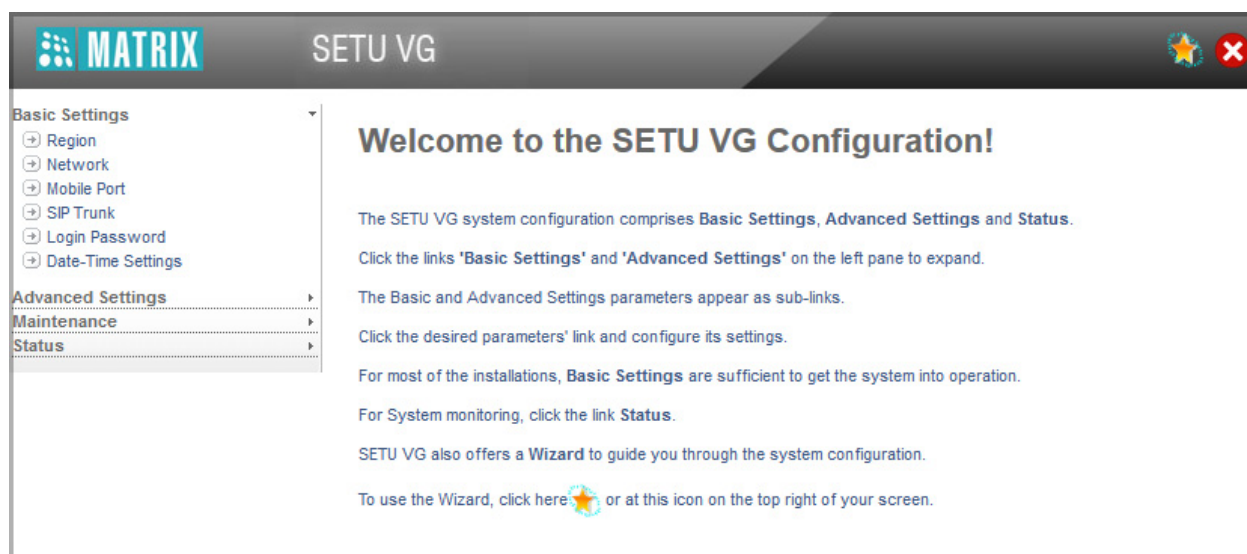 MATRIX SETU VG
Basic Settings
Region
Network
Mobile Port
SIP Trunk
Login Password
Date-Time Settings
Advanced Settings
Maintenance
Status
Welcome to the SETU VG Configuration!
The SETU VG system configuration comprises Basic Settings, Advanced Settings and Status.
Click the links 'Basic Settings' and 'Advanced Settings' on the left pane to expand.
The Basic and Advanced Settings parameters appear as sub-links.
Click the desired parameters' link and configure its settings.
For most of the installations, Basic Settings are sufficient to get the system into operation.
For System monitoring, click the link Status.
SETU VG also offers a Wizard to guide you through the system configuration.
To use the Wizard, click here or at this icon on the top right of your screen.